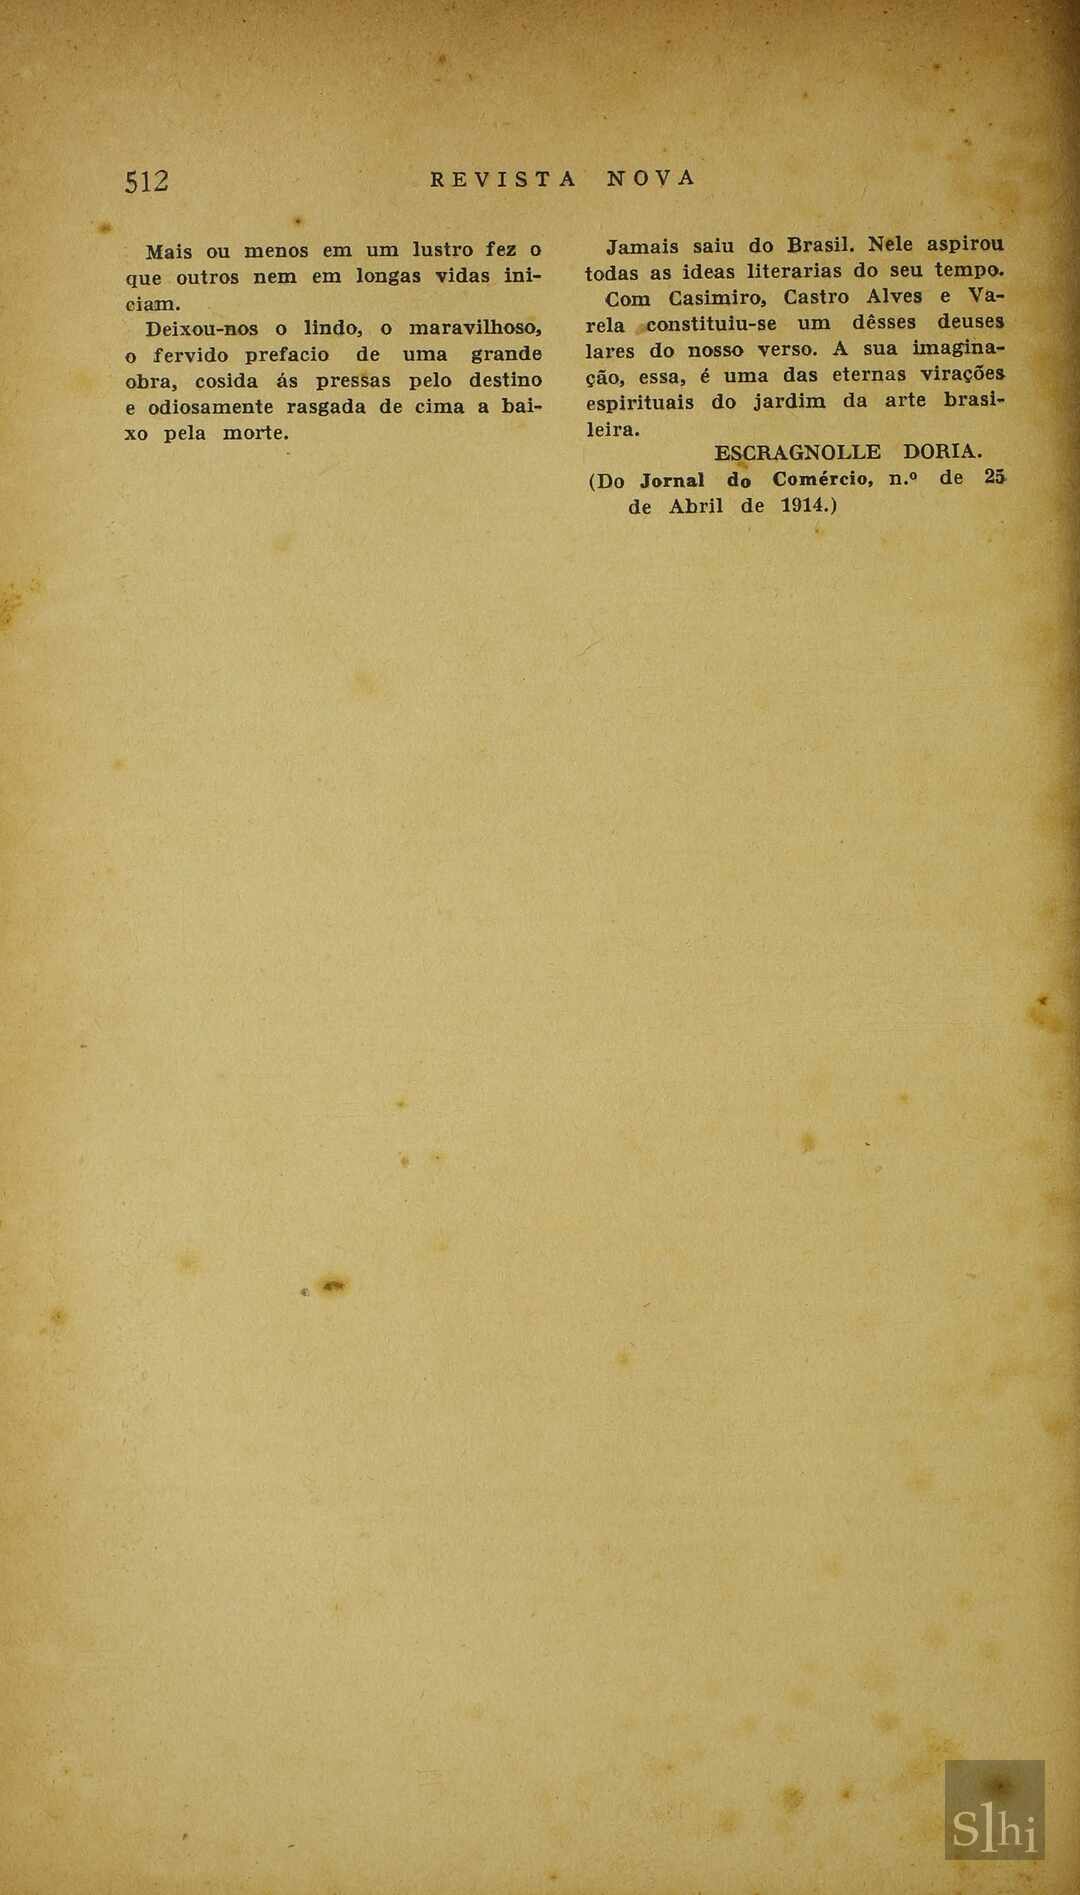 512
REVISTA NOVA
Mais ou menos em um lustro fez o
que outros nem em longas vidas ini-
ciam.
Deixou-nos o lindo, o maravilhoso,
o fervido prefacio de uma grande
obra, cosida ás pressas pelo destino
e odiosamente rasgada de cima a bai-
xo pela morte.
Jamais saiu do Brasil. Nele aspirou
todas as ideas literarias do seu tempo.
Com Casimiro, Castro Alves e Va-
rela constituiu-se um dêsses deuses
lares do nosso verso. A sua imagina-
ção, essa, é uma das eternas virações
espirituais do jardim da arte brasi-
leira.
ESCRAGNOLLE DORIA.
(Do Jornal do Comércio, n.º de 25
de Abril de 1914.)
Slhi